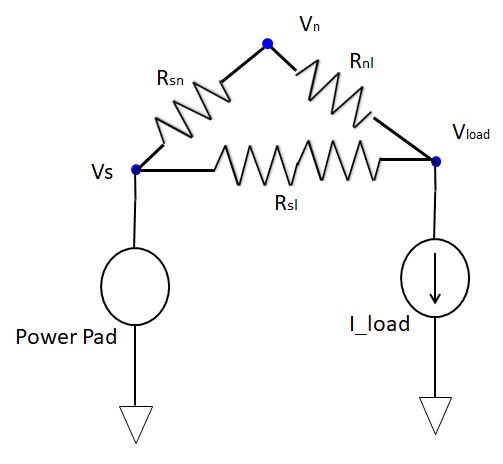 Vn
Rsn
Rnl
Vload
Vs
Rsl
Power Pad
I_load